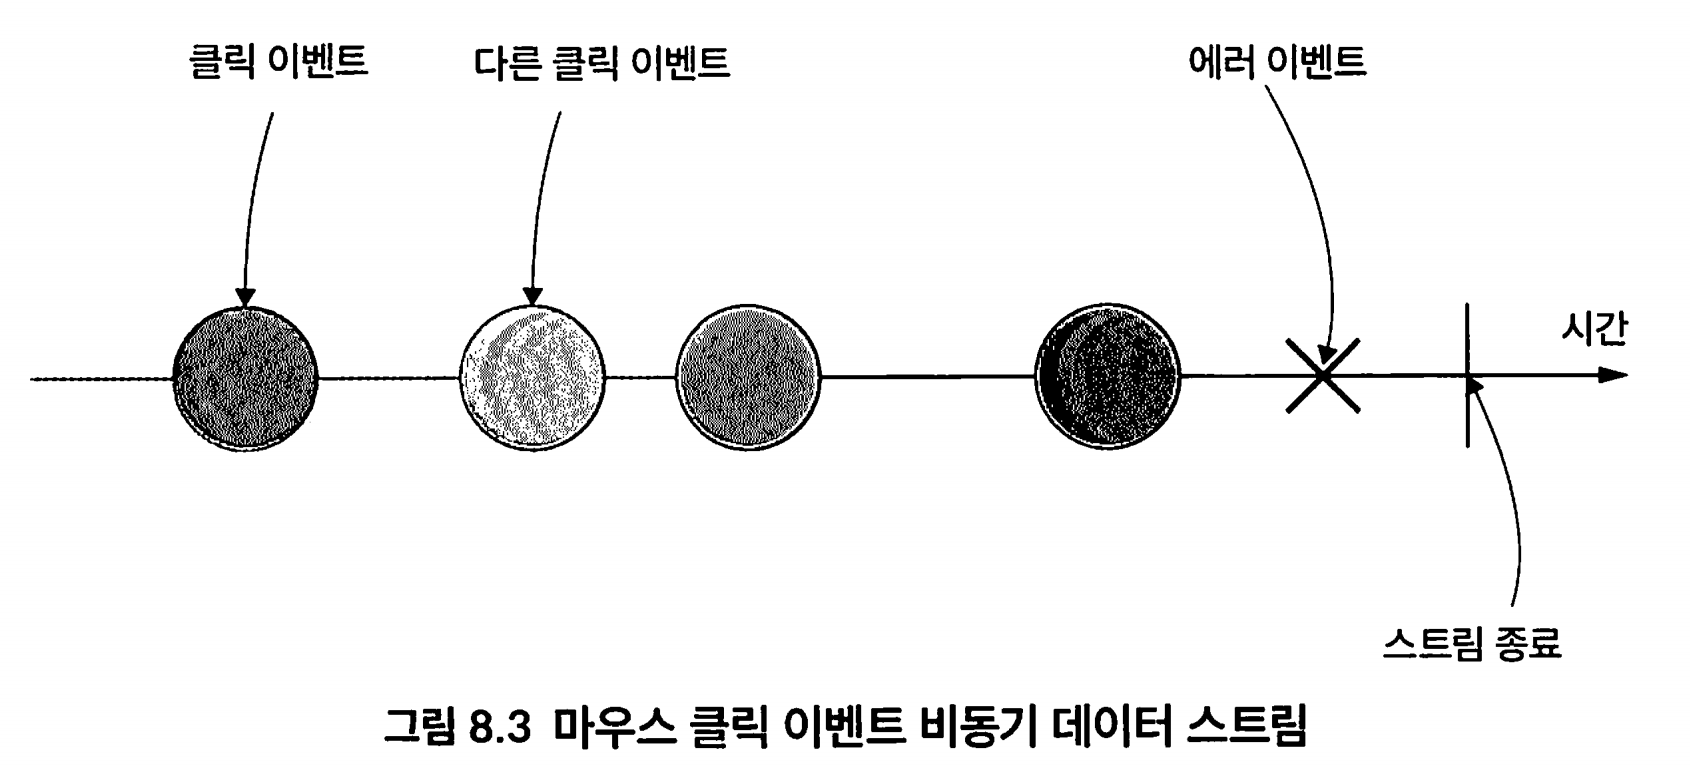 클릭 이벤트
다른 클릭 이벤트
에러 이벤트
시간
스트림 종료
그림 8.3 마우스 클릭 이벤트 비동기 데이터 스트림